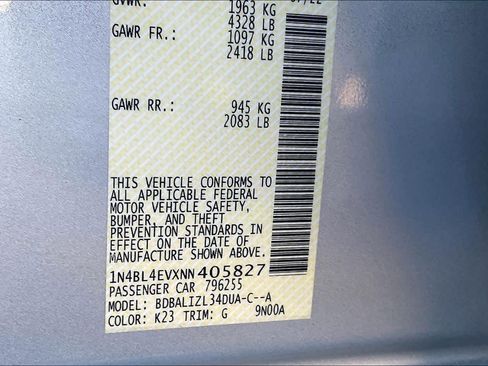 GVWR:
1963 KG
4328 LB
GAWR FR.: 1097 KG
2418 LB
GAWR RR.: 945 KG
2083 LB
THIS VEHICLE CONFORMS TO
ALL APPLICABLE FEDERAL
MOTOR VEHICLE SAFETY,
BUMPER, AND THEFT
PREVENTION STANDARDS IN
EFFECT ON THE DATE OF
MANUFACTURE SHOWN ABOVE.
1N4BL4EVXNN405827
PASSENGER CAR 796255
MODEL: BDBALIZL34DUA-C--A
COLOR: K23 TRIM: G 9N00A